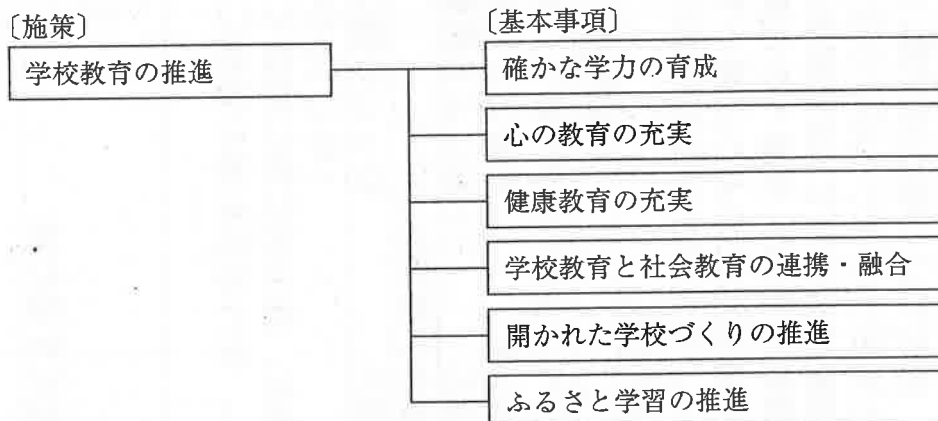 〔施策〕
〔基本事項〕
学校教育の推進
確かな学力の育成
心の教育の充実
健康教育の充実
学校教育と社会教育の連携・融合
開かれた学校づくりの推進
ふるさと学習の推進